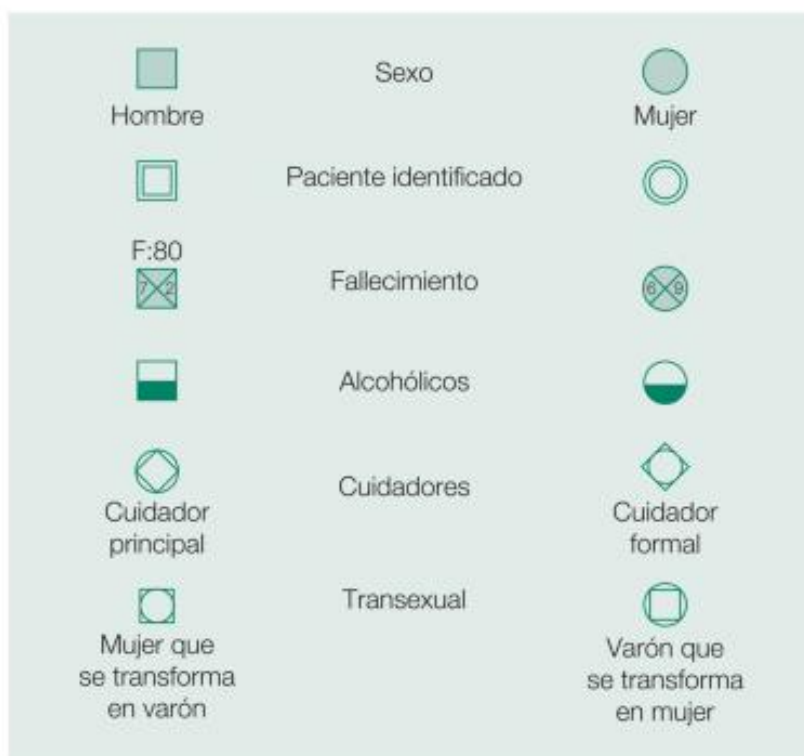 Sexo
Hombre
Mujer
Paciente identificado
F:80
7 2
Fallecimiento
6 9
Alcohólicos
Cuidadores
Cuidador
principal
Cuidador
formal
Transexual
Mujer que
se transforma
en varón
Varón que
se transforma
en mujer